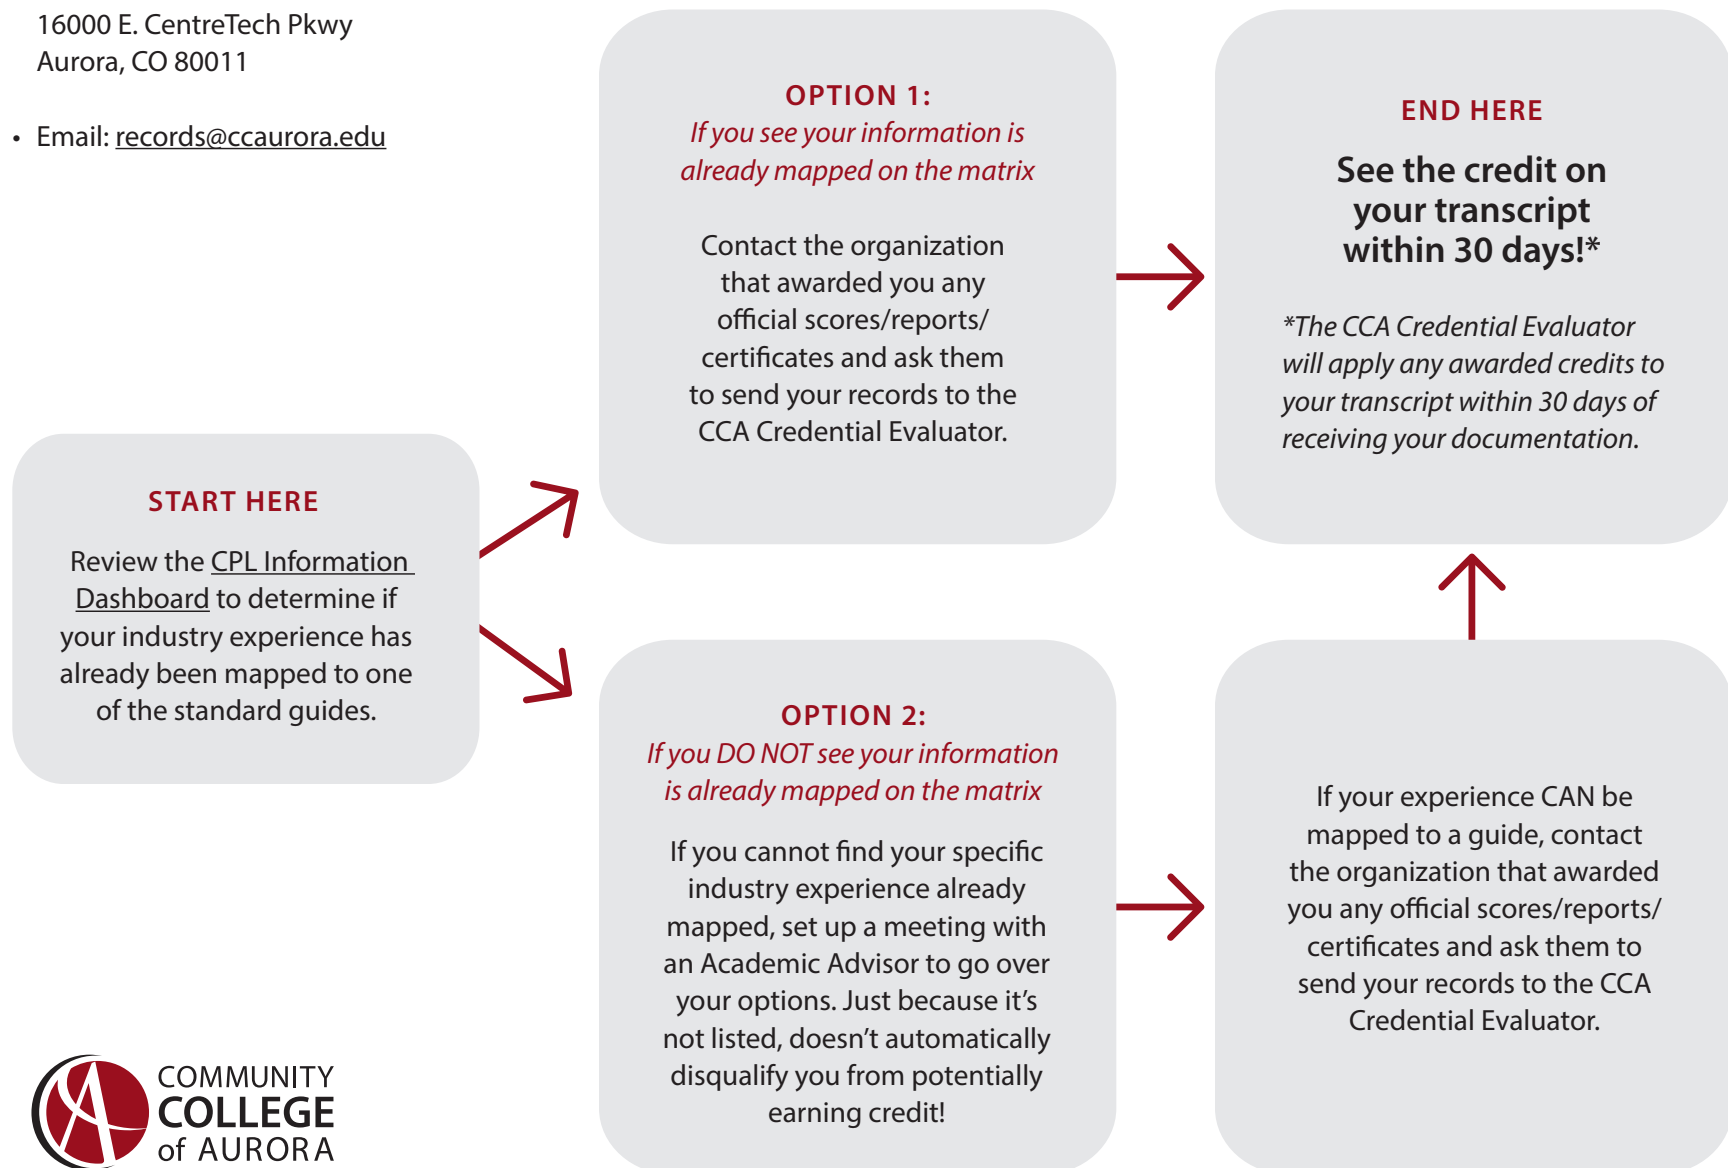 16000 E. CentreTech Pkwy
Aurora, CO 80011
• Email: records@ccaurora.edu
START HERE
Review the CPL Information
Dashboard to determine if
your industry experience has
already been mapped to one
of the standard guides.
OPTION 1:
If you see your information is
already mapped on the matrix
Contact the organization
that awarded you any
official scores/reports/
certificates and ask them
to send your records to the
CCA Credential Evaluator.
OPTION 2:
If you DO NOT see your information
is already mapped on the matrix
If you cannot find your specific
industry experience already
mapped, set up a meeting with
an Academic Advisor to go over
your options. Just because it’s
not listed, doesn’t automatically
disqualify you from potentially
earning credit!
If your experience CAN be
mapped to a guide, contact
the organization that awarded
you any official scores/reports/
certificates and ask them to
send your records to the CCA
Credential Evaluator.
END HERE
See the credit on
your transcript
within 30 days!*
*The CCA Credential Evaluator
will apply any awarded credits to
your transcript within 30 days of
receiving your documentation.
COMMUNITY
COLLEGE
of AURORA